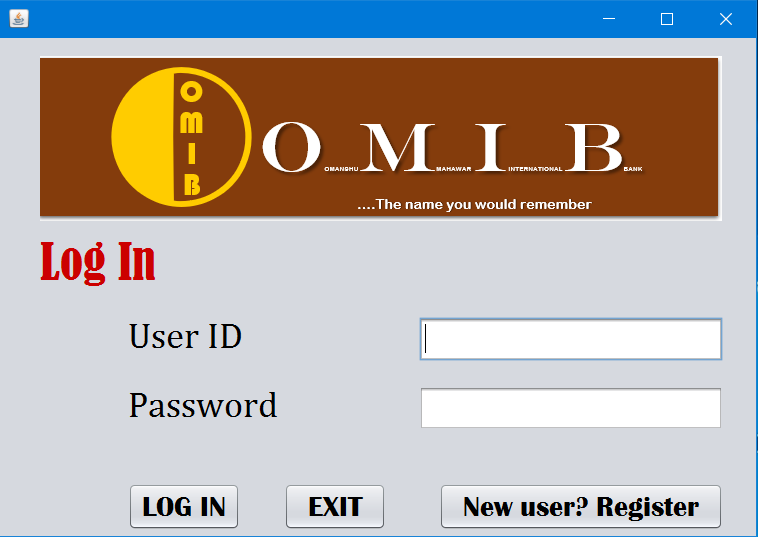 O
M
I
B
O OMANSHU M MAHAWAR I INTERNATIONAL B BANK
....The name you would remember
Log In
User ID
Password
LOG IN EXIT New user? Register